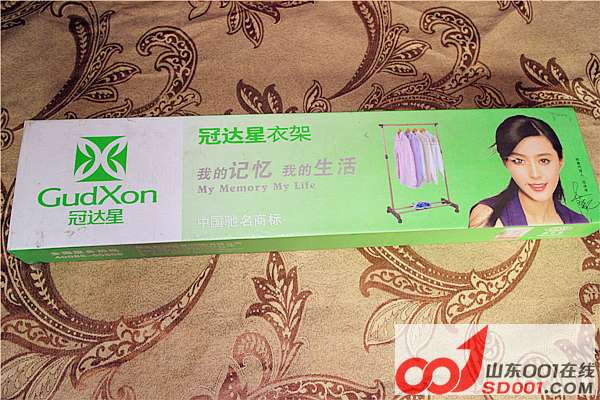 GudXon
冠达星
冠达星衣架
我的记忆 我的生活
My Memory My Life
中国驰名商标
山东001在线
SD001.com